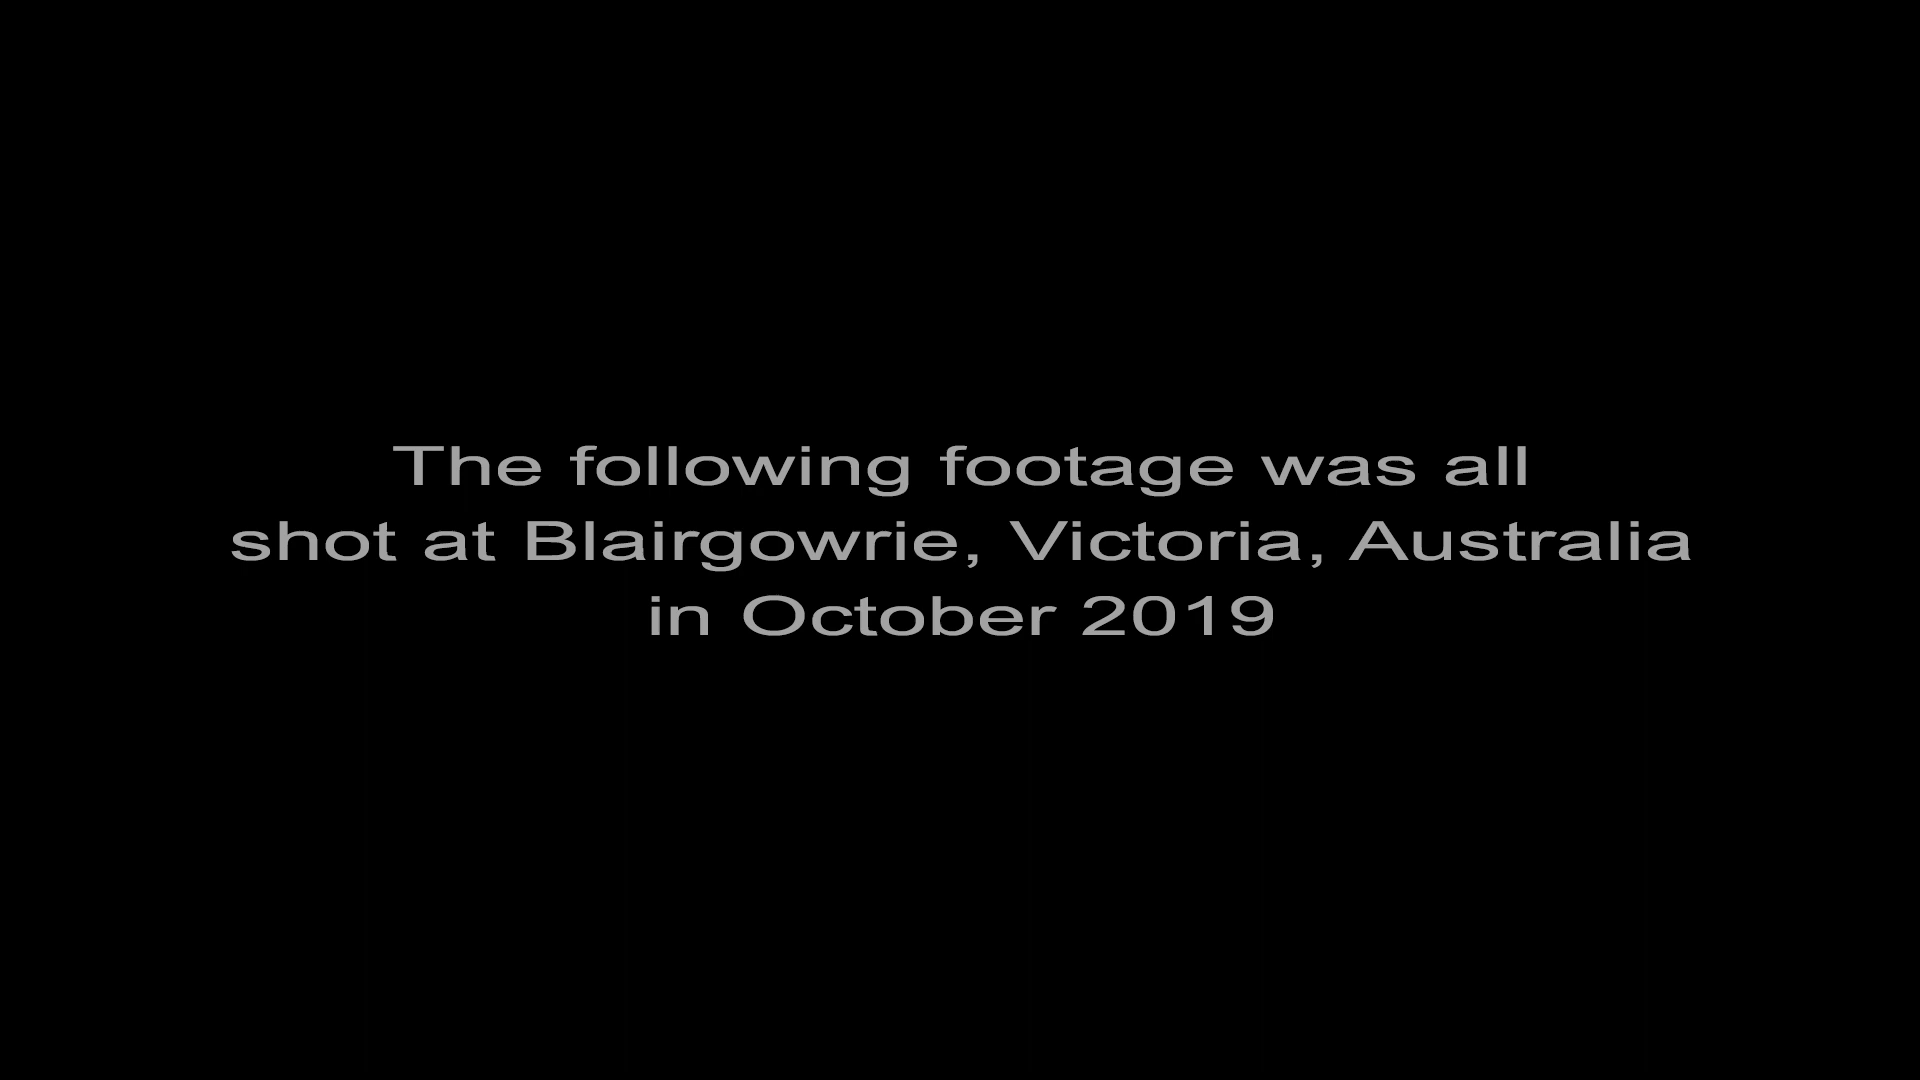 The following footage was all
shot at Blairgowrie, Victoria, Australia
in October 2019